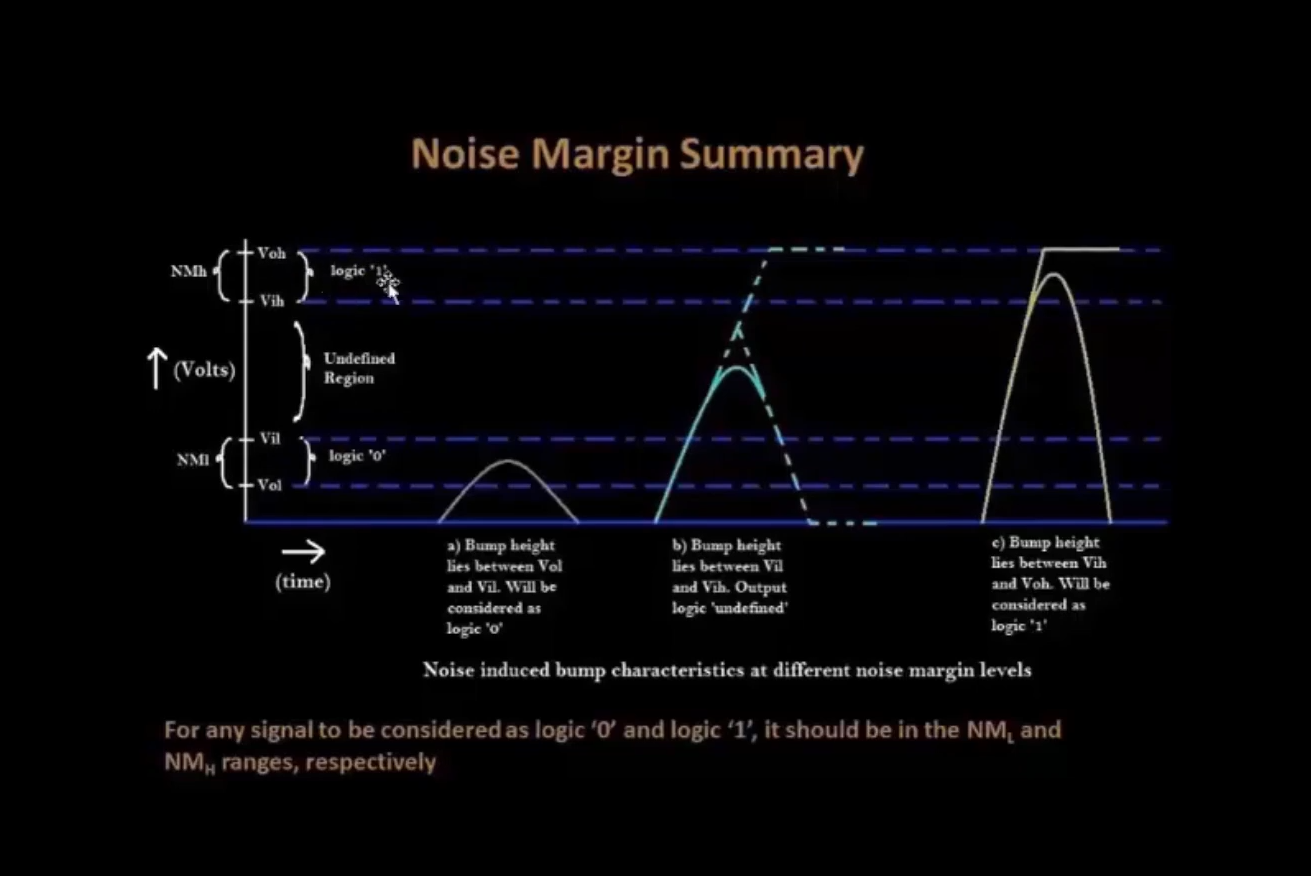 Noise Margin Summary
Voh
NMh
logic '1'
Vih
Undefined
Region
(Volts)
Vil
NMl
logic '0'
Vol
(time)
a) Bump height
lies between Vol
and Vil. Will be
considered as
logic '0'
b) Bump height
lies between Vil
and Vih. Output
logic 'undefined'
c) Bump height
lies between Vih
and Voh. Will be
considered as
logic '1'
Noise induced bump characteristics at different noise margin levels
For any signal to be considered as logic ‘0’ and logic ‘1’, it should be in the NML and
NMH ranges, respectively